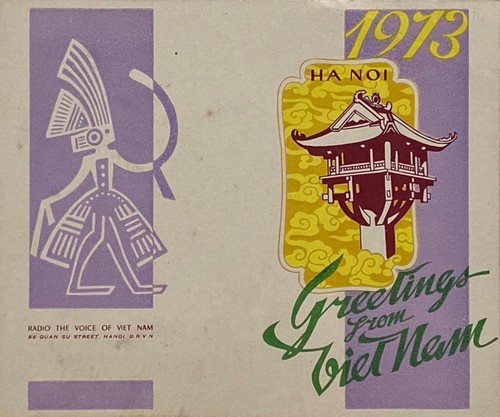 RADIO THE VOICE OF VIET NAM
58 QUAN SU STREET, HANOI, D R V N
1973
HA NOI
Greetings
from
Viet Nam